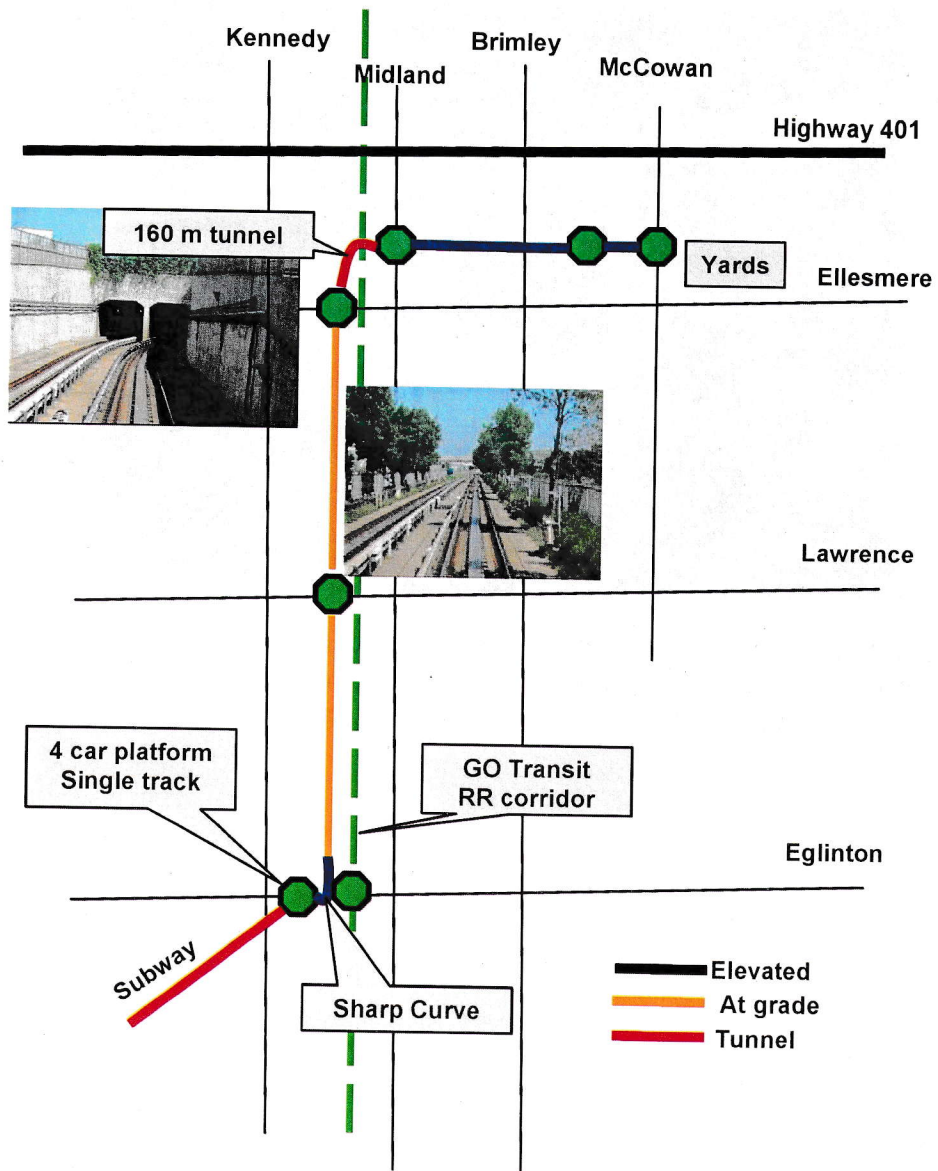 Kennedy
Brimley
Midland
McCowan
Highway 401
160 m tunnel
Yards
Ellesmere
Lawrence
4 car platform
Single track
GO Transit
RR corridor
Eglinton
Subway
Sharp Curve
Elevated
At grade
Tunnel